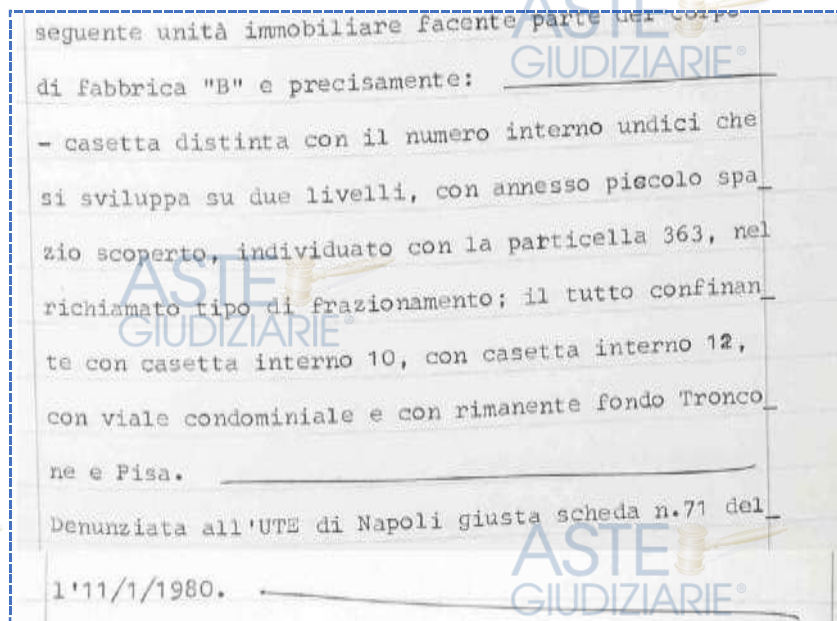 seguente unità immobiliare facente parte del corpo
ASTE
GIUDIZIARIE®
di fabbrica "B" e precisamente:
- casetta distinta con il numero interno undici che
si sviluppa su due livelli, con annesso piccolo spa_
zio scoperto, individuato con la particella 363, nel
ASTE
GIUDIZIARIE®
richiamato tipo di frazionamento; il tutto confinan_
te con casetta interno 10, con casetta interno 12,
con viale condominiale e con rimanente fondo Tronco_
ne e Pisa.
Denunziata all'UTE di Napoli giusta scheda n.71 del_
l'11/1/1980.
ASTE
GIUDIZIARIE®